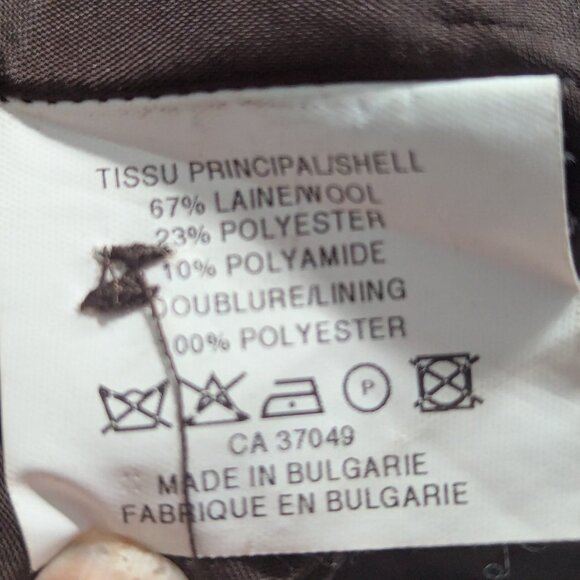 TISSU PRINCIPAL/SHELL
67% LAINE/WOOL
23% POLYESTER
10% POLYAMIDE
DOUBLURE/LINING
100% POLYESTER
P
CA 37049
MADE IN BULGARIE
FABRIQUE EN BULGARIE